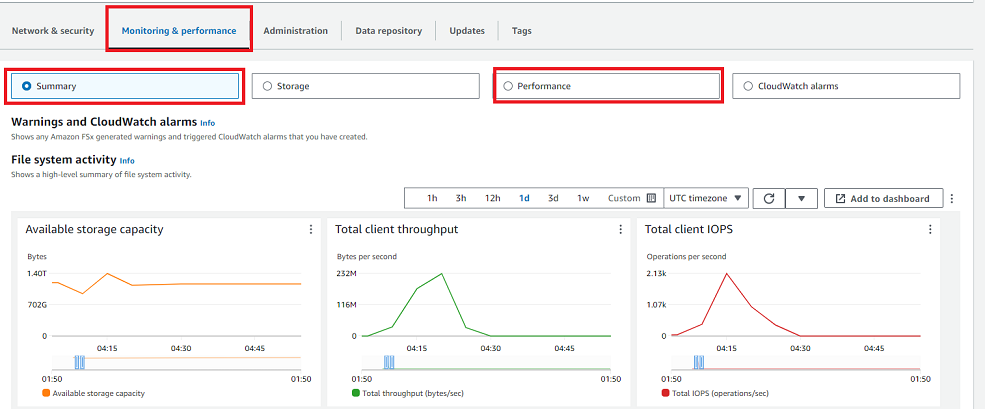 Network & security Monitoring & performance Administration Data repository Updates Tags
Summary Storage Performance CloudWatch alarms
Warnings and CloudWatch alarms Info
Shows any Amazon FSx generated warnings and triggered CloudWatch alarms that you have created.
File system activity Info
Shows a high-level summary of file system activity.
1h 3h 12h 1d 3d 1w Custom UTC timezone Add to dashboard
Available storage capacity
Bytes
1.40T
702G
0
04:15 04:30 04:45
01:50 01:50
Available storage capacity
Total client throughput
Bytes per second
232M
116M
0
04:15 04:30 04:45
01:50 01:50
Total throughput (bytes/sec)
Total client IOPS
Operations per second
2.13k
1.07k
0
04:15 04:30 04:45
01:50 01:50
Total IOPS (operations/sec)